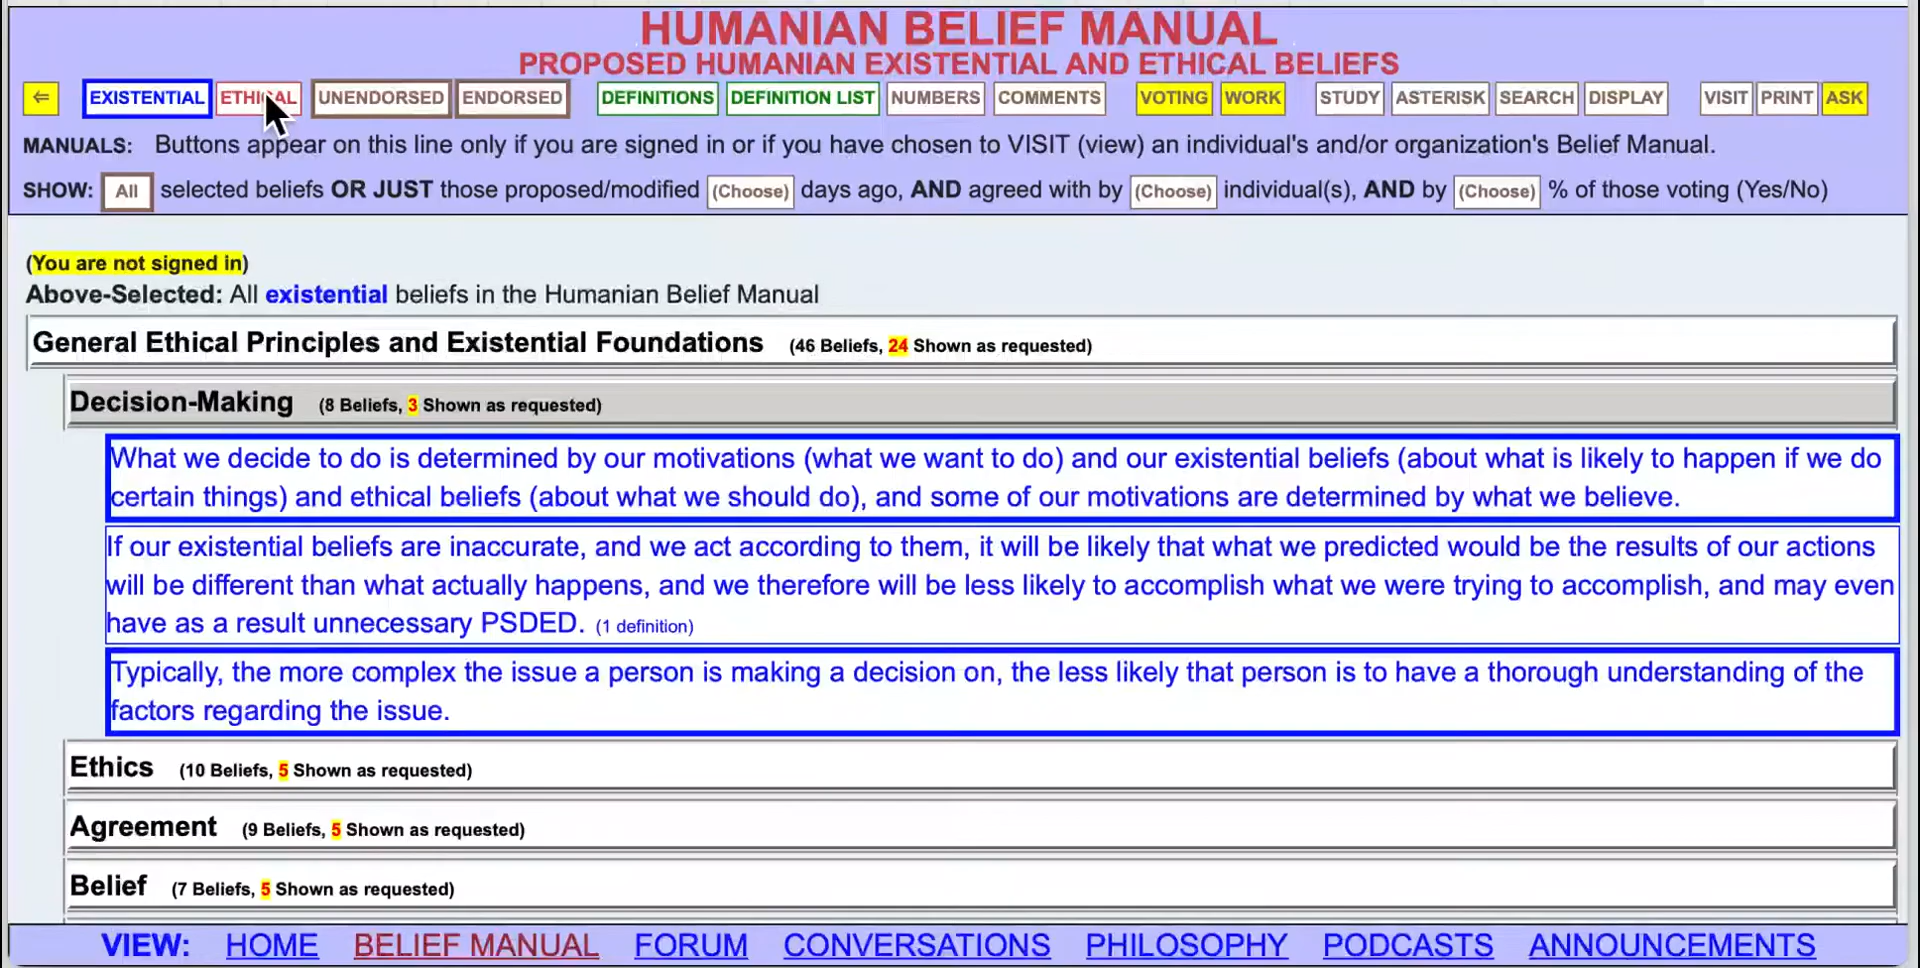 HUMANIAN BELIEF MANUAL
PROPOSED HUMANIAN EXISTENTIAL AND ETHICAL BELIEFS
⇐ EXISTENTIAL ETHICAL UNENDORSED ENDORSED DEFINITIONS DEFINITION LIST NUMBERS COMMENTS VOTING WORK STUDY ASTERISK SEARCH DISPLAY VISIT PRINT ASK
MANUALS: Buttons appear on this line only if you are signed in or if you have chosen to VISIT (view) an individual's and/or organization's Belief Manual.
SHOW: All selected beliefs OR JUST those proposed/modified (Choose) days ago, AND agreed with by (Choose) individual(s), AND by (Choose) % of those voting (Yes/No)
(You are not signed in)
Above-Selected: All existential beliefs in the Humanian Belief Manual
General Ethical Principles and Existential Foundations (46 Beliefs, 24 Shown as requested)
Decision-Making (8 Beliefs, 3 Shown as requested)
What we decide to do is determined by our motivations (what we want to do) and our existential beliefs (about what is likely to happen if we do
certain things) and ethical beliefs (about what we should do), and some of our motivations are determined by what we believe.
If our existential beliefs are inaccurate, and we act according to them, it will be likely that what we predicted would be the results of our actions
will be different than what actually happens, and we therefore will be less likely to accomplish what we were trying to accomplish, and may even
have as a result unnecessary PSDED. (1 definition)
Typically, the more complex the issue a person is making a decision on, the less likely that person is to have a thorough understanding of the
factors regarding the issue.
Ethics (10 Beliefs, 5 Shown as requested)
Agreement (9 Beliefs, 5 Shown as requested)
Belief (7 Beliefs, 5 Shown as requested)
VIEW: HOME BELIEF MANUAL FORUM CONVERSATIONS PHILOSOPHY PODCASTS ANNOUNCEMENTS